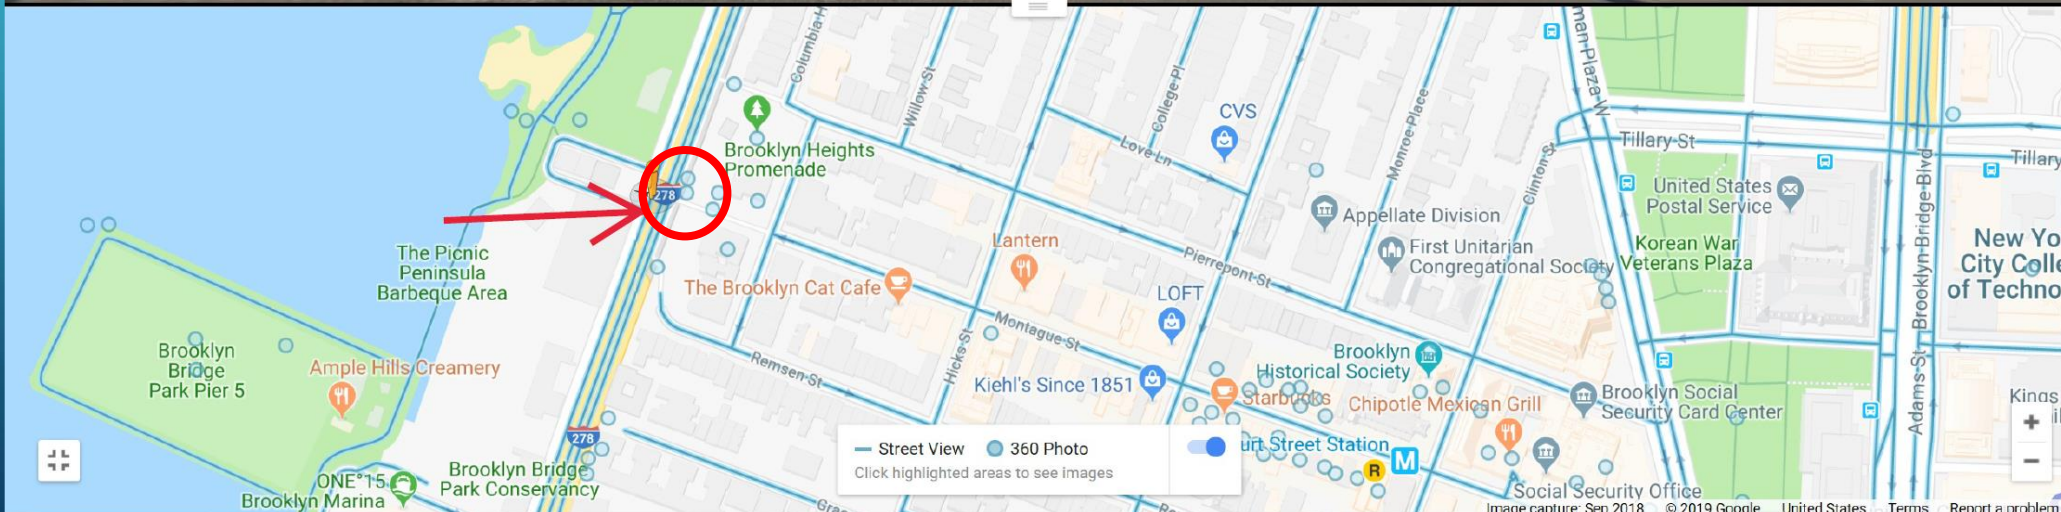 Columbia H
Willow St
College Pl
CVS
Monroe Place
man Plaza W
Tillary St
Tillary
Brooklyn Heights
Promenade
Love Ln
Clinton St
278
United States
Postal Service
Appellate Division
Adams St - Brooklyn Bridge Blvd
The Picnic
Peninsula
Barbeque Area
Lantern
First Unitarian
Congregational Society
Korean War
Veterans Plaza
New Yo
City Colle
of Techno
Pierrepont St
The Brooklyn Cat Cafe
LOFT
Montague St
Hicks St
Brooklyn
Bridge
Park Pier 5
Ample Hills Creamery
Remsen St
Kiehl's Since 1851
Brooklyn
Historical Society
Starbucks
Chipotle Mexican Grill
Brooklyn Social
Security Card Center
Kings
278
Street View
360 Photo
Click highlighted areas to see images
urt Street Station
M
R
ONE°15
Brooklyn Marina
Brooklyn Bridge
Park Conservancy
Social Security Office
Gra
Image capture: Sep 2018
© 2019 Google
United States
Terms
Report a problem